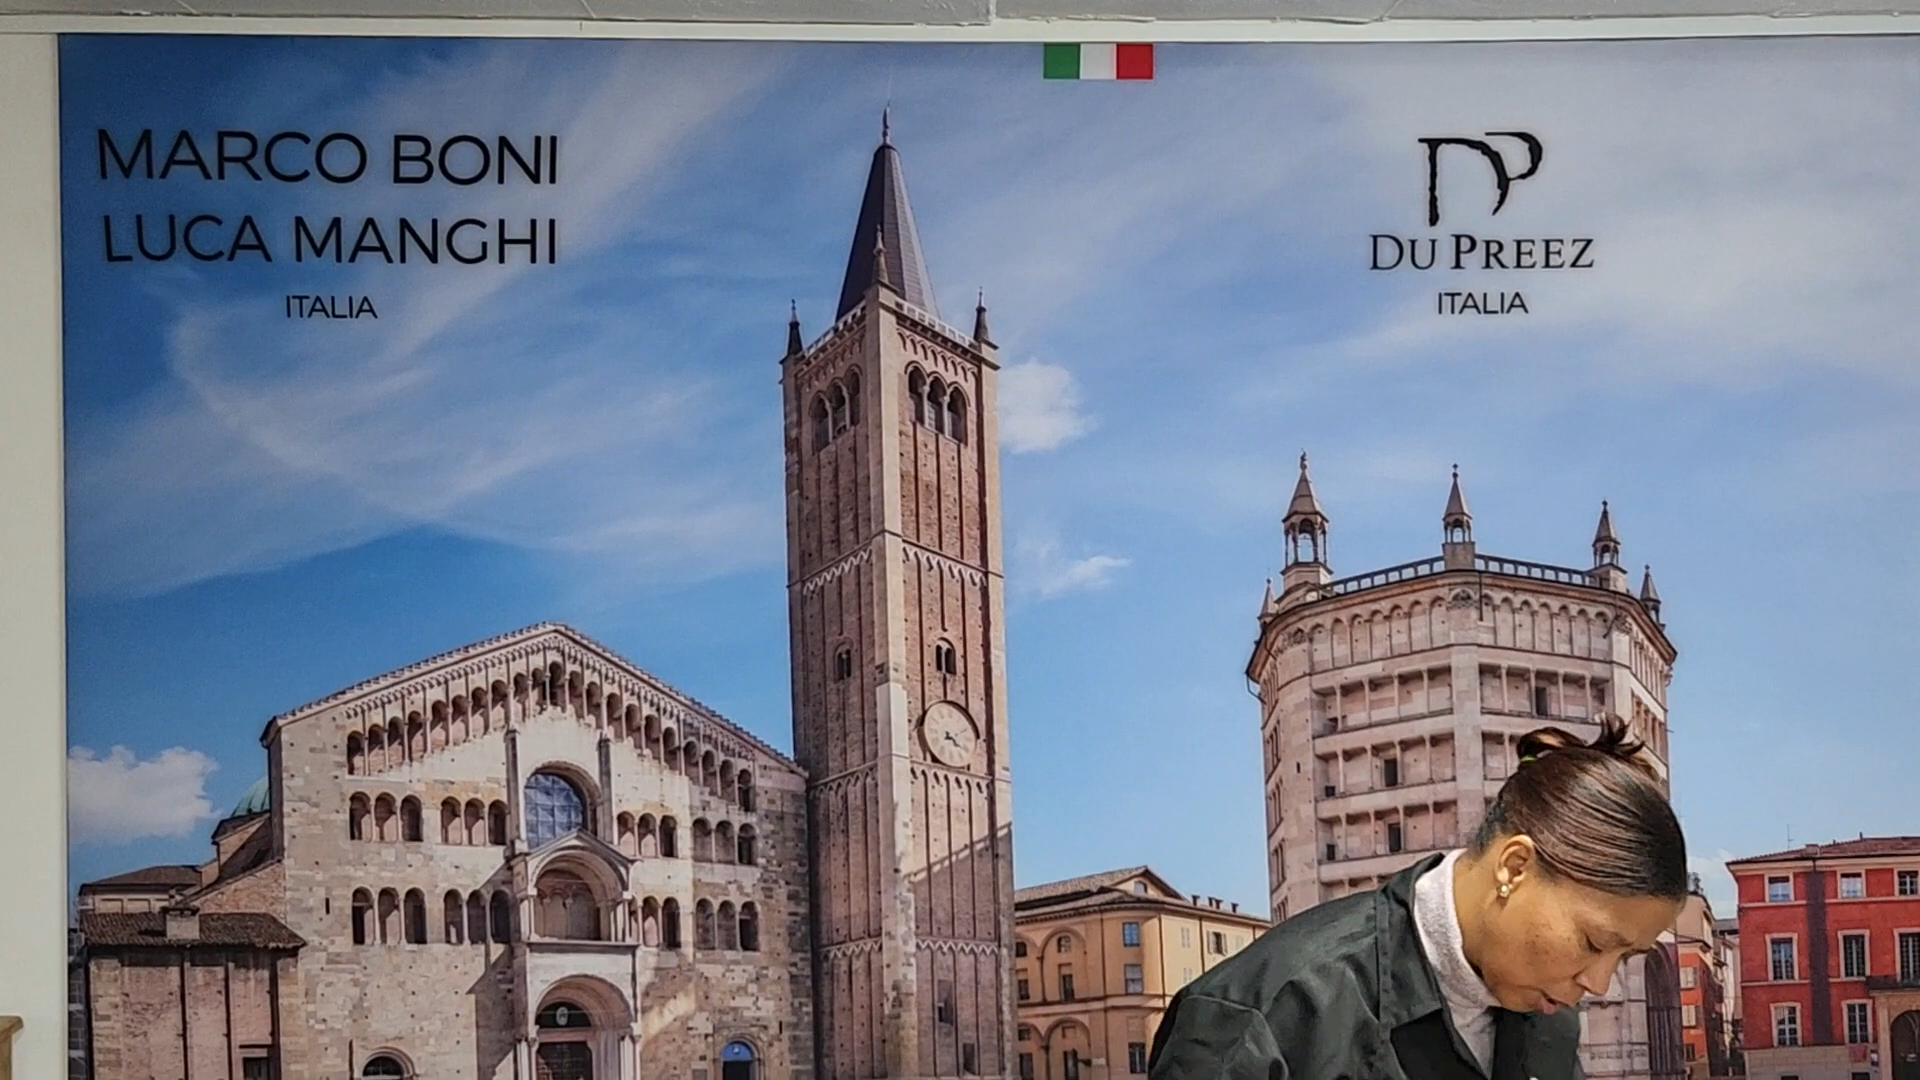 MARCO BONI
LUCA MANGHI
ITALIA
DP
DU PREEZ
ITALIA